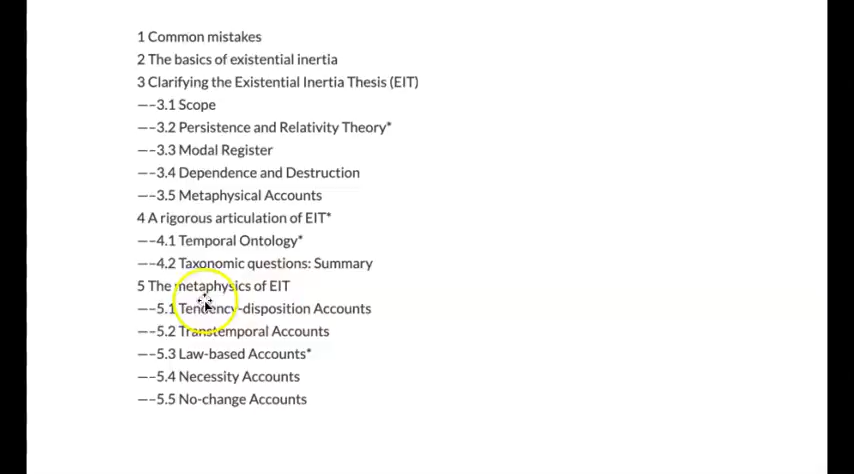 1 Common mistakes
2 The basics of existential inertia
3 Clarifying the Existential Inertia Thesis (EIT)
—–3.1 Scope
—–3.2 Persistence and Relativity Theory*
—–3.3 Modal Register
—–3.4 Dependence and Destruction
—–3.5 Metaphysical Accounts
4 A rigorous articulation of EIT*
—–4.1 Temporal Ontology*
—–4.2 Taxonomic questions: Summary
5 The metaphysics of EIT
—–5.1 Tendency-disposition Accounts
—–5.2 Transtemporal Accounts
—–5.3 Law-based Accounts*
—–5.4 Necessity Accounts
—–5.5 No-change Accounts